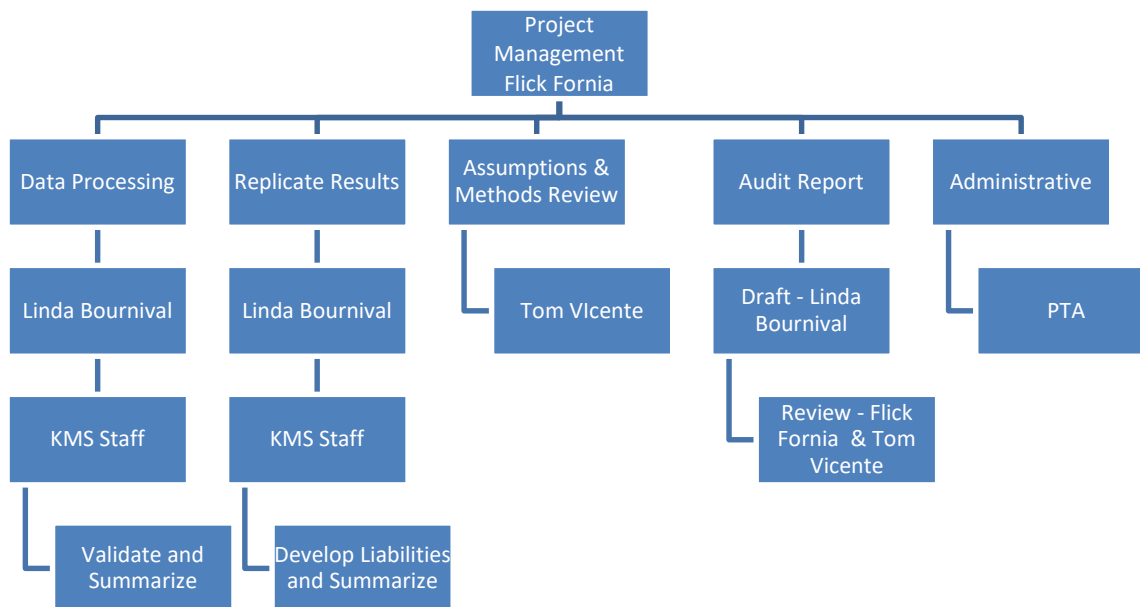 Project
Management
Flick Fornia
Data Processing
Replicate Results
Assumptions &
Methods Review
Audit Report
Administrative
Linda Bournival
Linda Bournival
Tom VIcente
Draft - Linda
Bournival
PTA
KMS Staff
KMS Staff
Review - Flick
Fornia & Tom
Vicente
Validate and
Summarize
Develop Liabilities
and Summarize